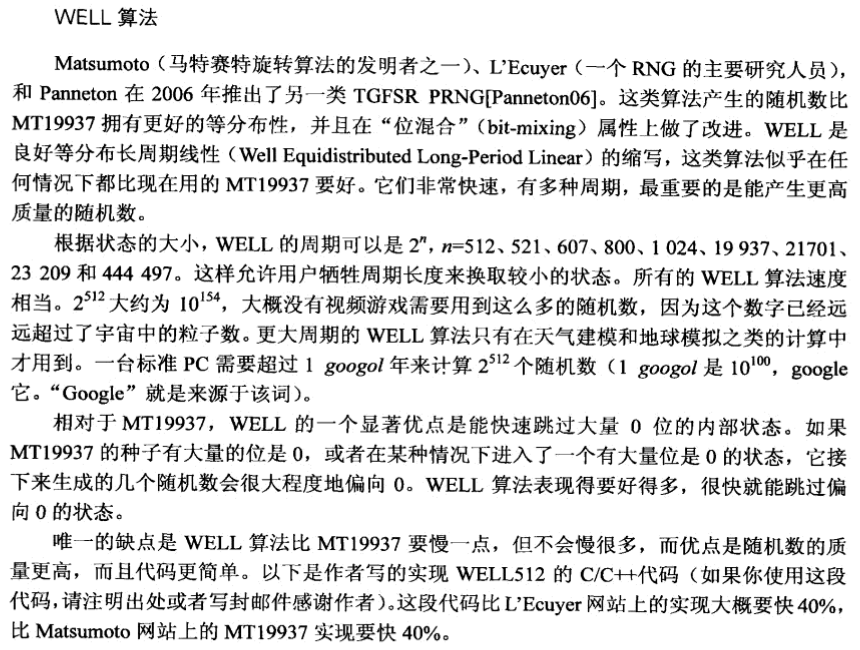 WELL 算法
Matsumoto（马特赛特旋转算法的发明者之一）、L'Ecuyer（一个 RNG 的主要研究人员），
和 Panneton 在 2006 年推出了另一类 TGFSR PRNG[Panneton06]。这类算法产生的随机数比
MT19937 拥有更好的等分布性，并且在“位混合”（bit-mixing）属性上做了改进。WELL 是
良好等分布长周期线性（Well Equidistributed Long-Period Linear）的缩写，这类算法似乎在任
何情况下都比现在用的 MT19937 要好。它们非常快速，有多种周期，最重要的是能产生更高
质量的随机数。
根据状态的大小，WELL 的周期可以是 2ⁿ，n=512、521、607、800、1 024、19 937、21701、
23 209 和 444 497。这样允许用户牺牲周期长度来换取较小的状态。所有的 WELL 算法速度
相当。2⁵¹² 大约为 10¹⁵⁴，大概没有视频游戏需要用到这么多的随机数，因为这个数字已经远
远超过了宇宙中的粒子数。更大周期的 WELL 算法只有在天气建模和地球模拟之类的计算中
才用到。一台标准 PC 需要超过 1 googol 年来计算 2⁵¹² 个随机数（1 googol 是 10¹⁰⁰，google
它。“Google”就是来源于该词）。
相对于 MT19937，WELL 的一个显著优点是能快速跳过大量 0 位的内部状态。如果
MT19937 的种子有大量的位是 0，或者在某种情况下进入了一个有大量位是 0 的状态，它接
下来生成的几个随机数会很大程度地偏向 0。WELL 算法表现得要好得多，很快就能跳过偏
向 0 的状态。
唯一的缺点是 WELL 算法比 MT19937 要慢一点，但不会慢很多，而优点是随机数的质
量更高，而且代码更简单。以下是作者写的实现 WELL512 的 C/C++代码（如果你使用这段
代码，请注明出处或者写封邮件感谢作者）。这段代码比 L'Ecuyer 网站上的实现大概要快 40%，
比 Matsumoto 网站上的 MT19937 实现要快 40%。